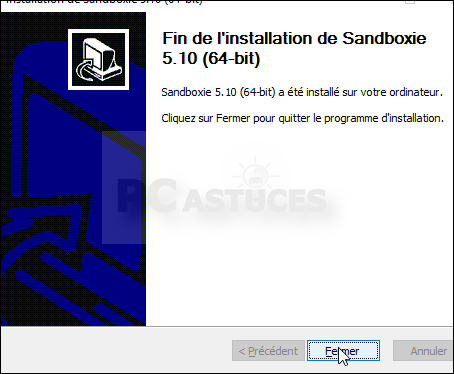 Installation de Sandboxie 5.10 (64-bit)
Fin de l'installation de Sandboxie
5.10 (64-bit)
Sandboxie 5.10 (64-bit) a été installé sur votre ordinateur.
Cliquez sur Fermer pour quitter le programme d'installation.
PC ASTUCES
< Précédent
Fermer
Annuler